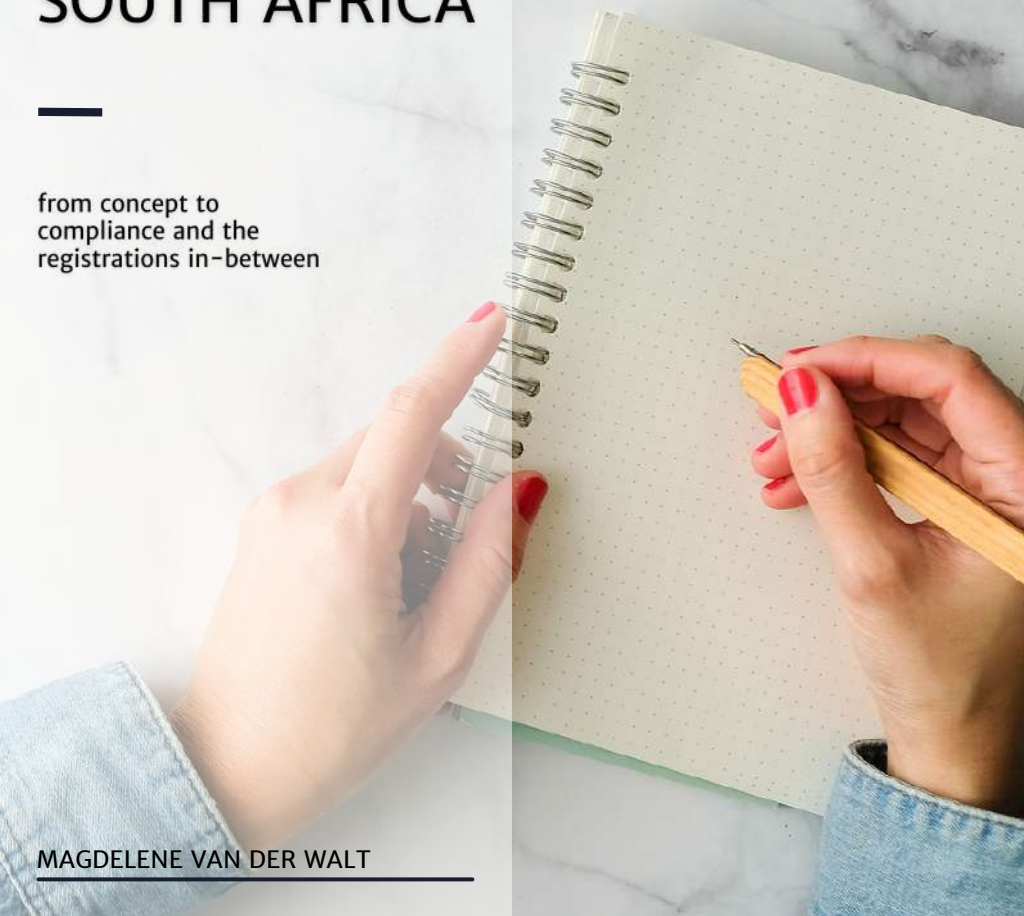 SOUTH AFRICA
from concept to
compliance and the
registrations in-between
MAGDELENE VAN DER WALT